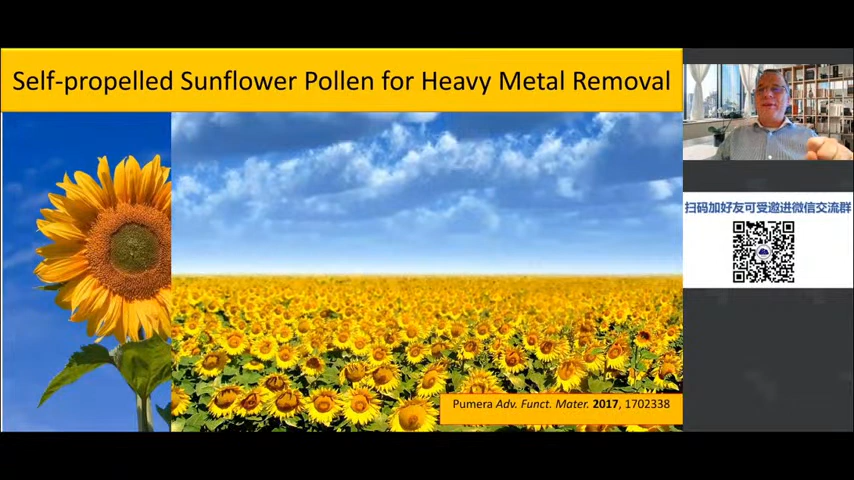 Self-propelled Sunflower Pollen for Heavy Metal Removal
扫码加好友可受邀进微信交流群
Pumera Adv. Funct. Mater. 2017, 1702338